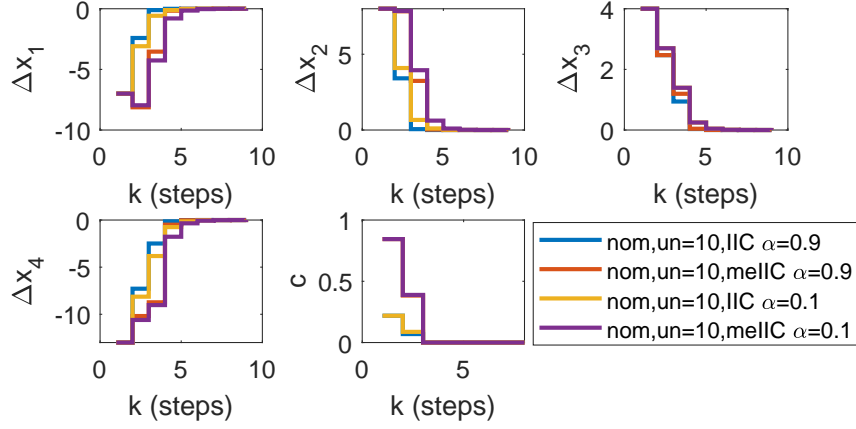 0
-5
-10
Δx1
0
5
10
k (steps)
5
0
Δx2
0
5
10
k (steps)
4
2
0
Δx3
0
5
10
k (steps)
0
-5
-10
Δx4
0
5
10
k (steps)
1
0.5
0
c
0
5
k (steps)
nom,un=10,IIC α=0.9
nom,un=10,meIIC α=0.9
nom,un=10,IIC α=0.1
nom,un=10,meIIC α=0.1